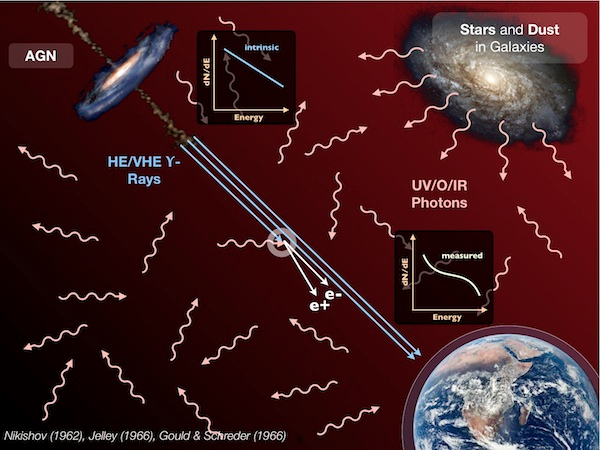 AGN
dN/dE
intrinsic
Energy
Stars and Dust
in Galaxies
HE/VHE ϒ-
Rays
UV/O/IR
Photons
dN/dE
measured
Energy
e-
e+
Nikishov (1962), Jelley (1966), Gould & Schreder (1966)